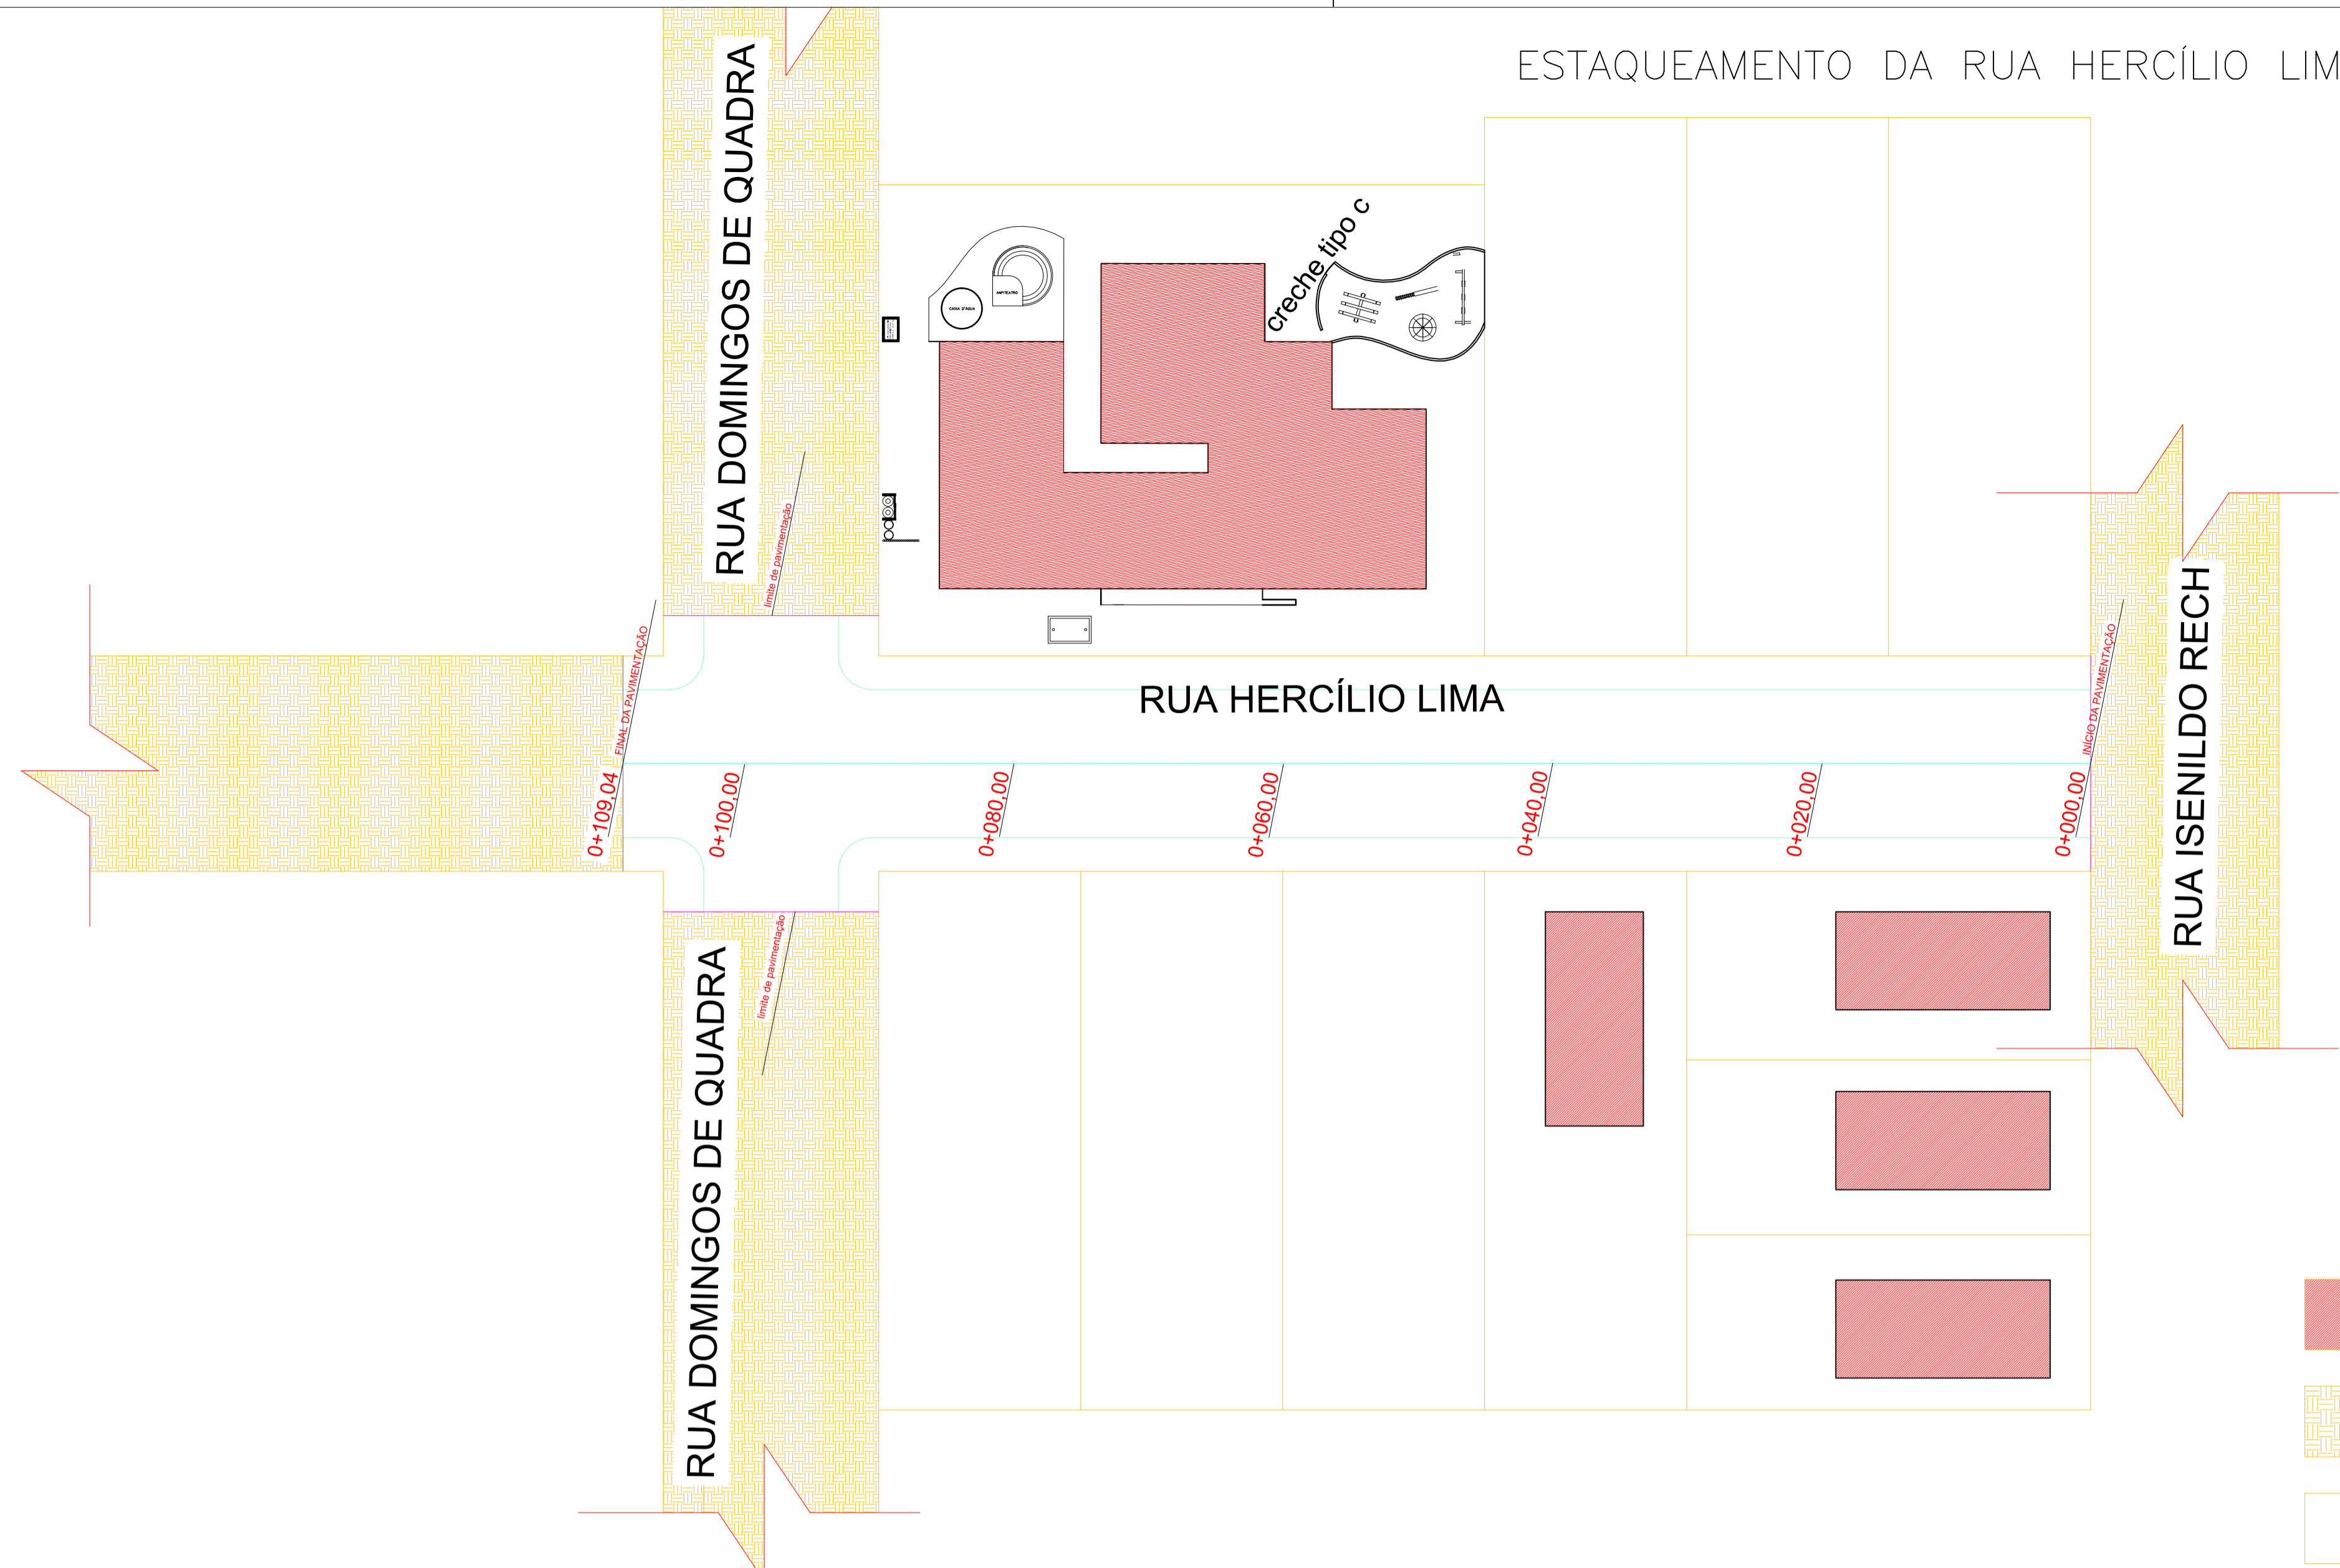 ESTAQUEAMENTO DA RUA HERCÍLIO LIM
RUA DOMINGOS DE QUADRA
creche tipo c
ANFITEATRO
CAIXA D'ÁGUA
limite de pavimentação
RUA ISENILDO RECH
FINAL DA PAVIMENTAÇÃO
INÍCIO DA PAVIMENTAÇÃO
RUA HERCÍLIO LIMA
0+109,04
0+100,00
0+080,00
0+060,00
0+040,00
0+020,00
0+000,00
limite de pavimentação
RUA DOMINGOS DE QUADRA